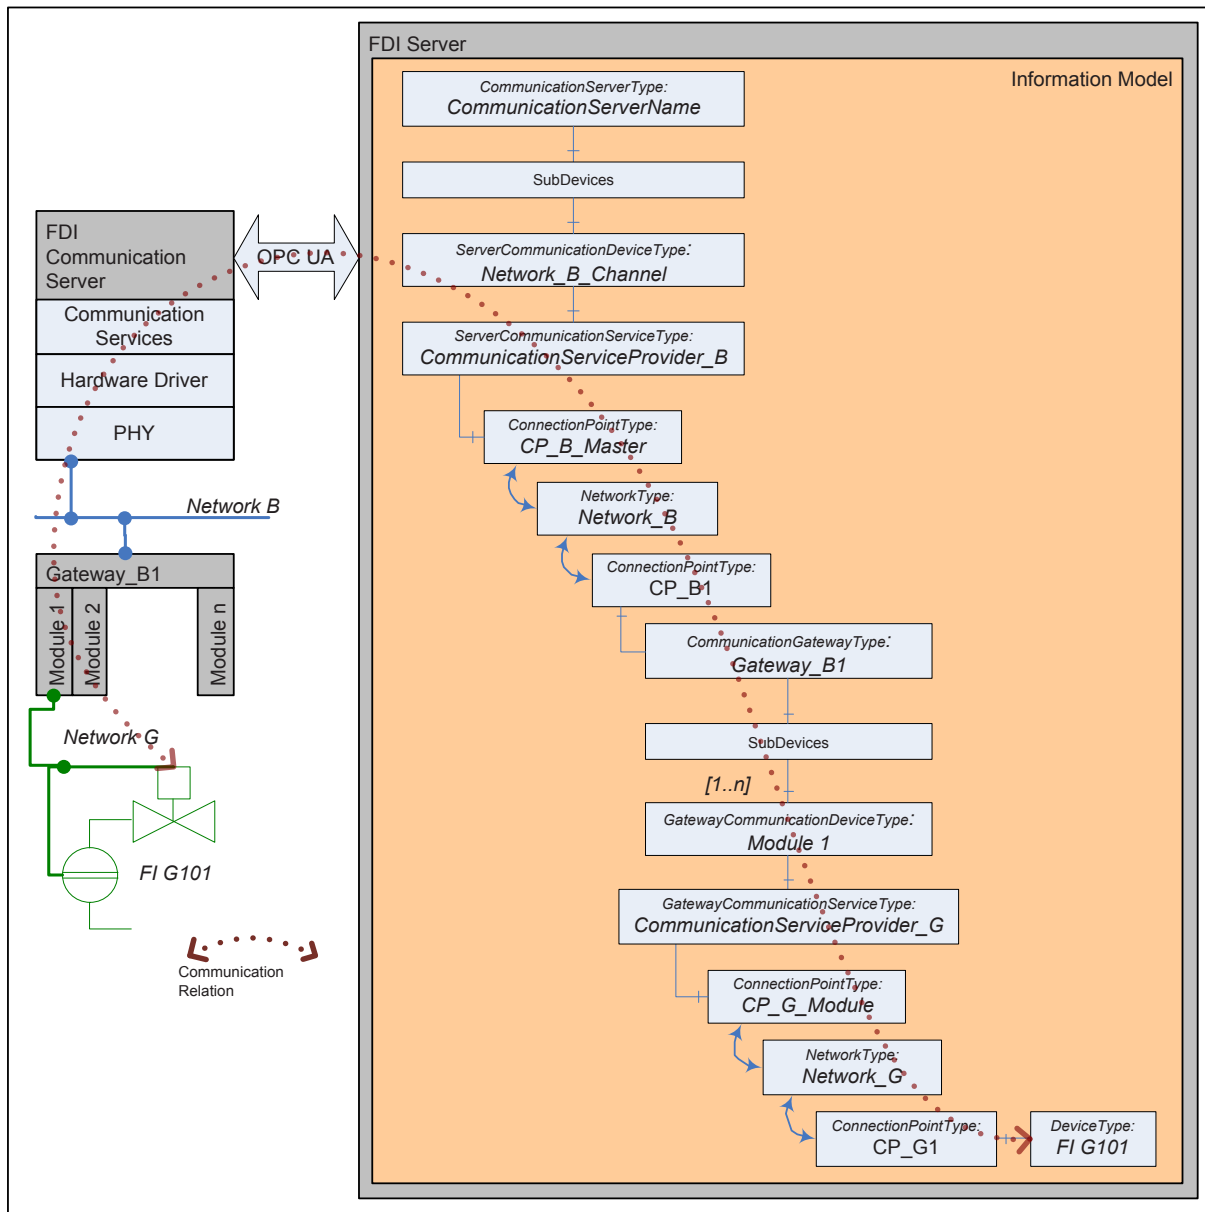 FDI Server
Information Model
CommunicationServerType:
CommunicationServerName
SubDevices
ServerCommunicationDeviceType:
Network_B_Channel
ServerCommunicationServiceType:
CommunicationServiceProvider_B
ConnectionPointType:
CP_B_Master
NetworkType:
Network_B
ConnectionPointType:
CP_B1
CommunicationGatewayType:
Gateway_B1
SubDevices
[1..n]
GatewayCommunicationDeviceType:
Module 1
GatewayCommunicationServiceType:
CommunicationServiceProvider_G
ConnectionPointType:
CP_G_Module
NetworkType:
Network_G
ConnectionPointType:
CP_G1
DeviceType:
FI G101
FDI
Communication
Server
OPC UA
Communication
Services
Hardware Driver
PHY
Network B
Gateway_B1
Module 1
Module 2
Module n
Network G
FI G101
Communication
Relation